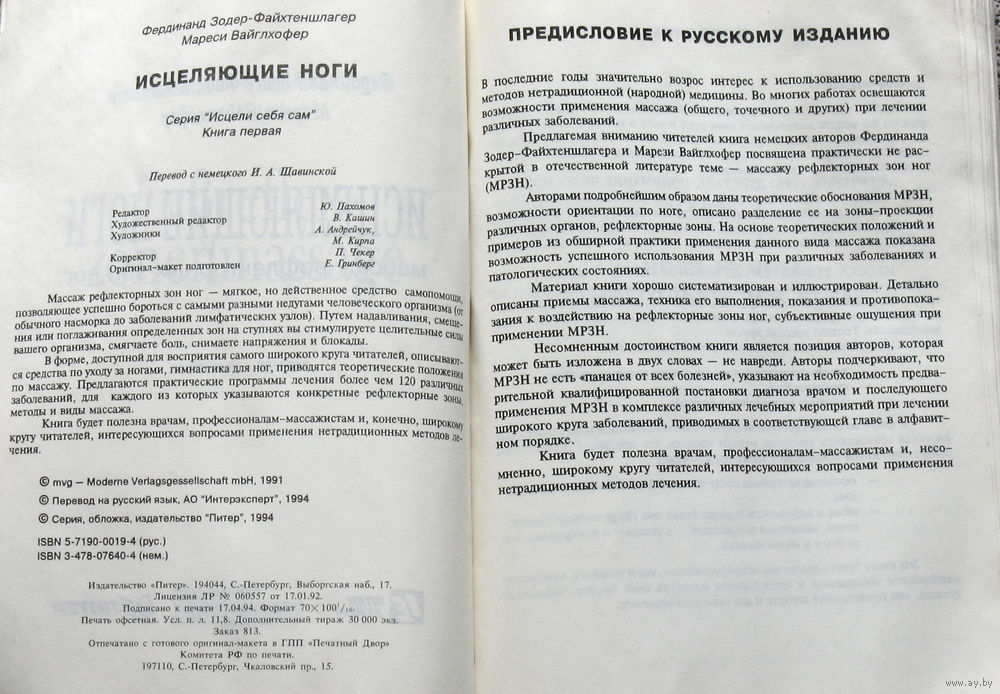 Фердинанд Зодер-Файхтеншлагер
Мареси Вайглхофер
ИСЦЕЛЯЮЩИЕ НОГИ
Серия "Исцели себя сам"
Книга первая
Перевод с немецкого И. А. Щавинской
Редактор Ю. Пахомов
Художественный редактор В. Кашин
Художники А. Андрейчук,
М. Кирпа
Корректор П. Чекер
Оригинал-макет подготовлен Е. Гринберг
Массаж рефлекторных зон ног — мягкое, но действенное средство самопомощи,
позволяющее успешно бороться с самыми разными недугами человеческого организма (от
обычного насморка до заболеваний лимфатических узлов). Путем надавливания, смеще-
ния или поглаживания определенных зон на ступнях вы стимулируете целительные силы
вашего организма, смягчаете боль, снимаете напряжения и блокады.
В форме, доступной для восприятия самого широкого круга читателей, описывают-
ся средства по уходу за ногами, гимнастика для ног, приводятся теоретические положения
по массажу. Предлагаются практические программы лечения более чем 120 различных
заболеваний, для каждого из которых указываются конкретные рефлекторные зоны,
методы и виды массажа.
Книга будет полезна врачам, профессионалам-массажистам и, конечно, широкому
кругу читателей, интересующихся вопросами применения нетрадиционных методов ле-
чения.
© mvg — Moderne Verlagsgesellschaft mbH, 1991
© Перевод на русский язык, АО "Интерэксперт", 1994
© Серия, обложка, издательство "Питер", 1994
ISBN 5-7190-0019-4 (рус.)
ISBN 3-478-07640-4 (нем.)
Издательство «Питер». 194044, С.-Петербург, Выборгская наб., 17.
Лицензия ЛР № 060557 от 17.01.92.
Подписано к печати 17.04.94. Формат 70×100¹/₁₆.
Печать офсетная. Усл. п. л. 11,8. Дополнительный тираж 30 000 экз.
Заказ 813.
Отпечатано с готового оригинал-макета в ГПП «Печатный Двор»
Комитета РФ по печати.
197110, С.-Петербург, Чкаловский пр., 15.
ПРЕДИСЛОВИЕ К РУССКОМУ ИЗДАНИЮ
В последние годы значительно возрос интерес к использованию средств и
методов нетрадиционной (народной) медицины. Во многих работах освещаются
возможности применения массажа (общего, точечного и других) при лечении
различных заболеваний.
Предлагаемая вниманию читетелей книга немецких авторов Фердинанда
Зодер-Файхтеншлагера и Марези Вайглхофер посвящена практически не рас-
крытой в отечественной литературе теме — массажу рефлекторных зон ног
(МРЗН).
Авторами подробнейшим образом даны теоретические обоснования МРЗН,
возможности ориентации по ноге, описано разделение ее на зоны-проекции
различных органов, рефлекторные зоны. На основе теоретических положений и
примеров из обширной практики применения данного вида массажа показана
возможность успешного использования МРЗН при различных заболеваниях и
патологических состояниях.
Материал книги хорошо систематизирован и иллюстрирован. Детально
описаны приемы массажа, техника его выполнения, показания и противопока-
зания к воздействию на рефлекторные зоны ног, субъективные ощущения при
применении МРЗН.
Несомненным достоинством книги является позиция авторов, которая
может быть изложена в двух словах — не навреди. Авторы подчеркивают, что
МРЗН не есть «панацея от всех болезней», указывают на необходимость предва-
рительной квалифицированной постановки диагноза врачом и последующего
применения МРЗН в комплексе различных лечебных мероприятий при лечении
широкого круга заболеваний, приводимых в соответствующей главе в алфавит-
ном порядке.
Книга будет полезна врачам, профессионалам-массажистам и, несо-
мненно, широкому кругу читателей, интересующихся вопросами применения
нетрадиционных методов лечения.
www.ay.by